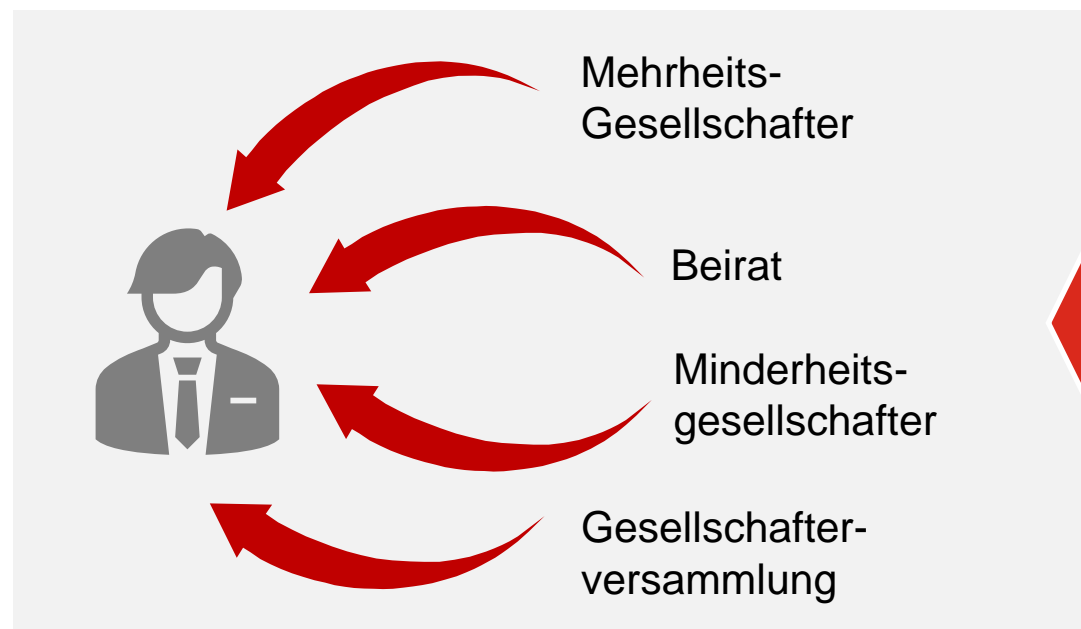 Mehrheits-
Gesellschafter
Beirat
Minderheits-
gesellschafter
Gesellschafter-
versammlung